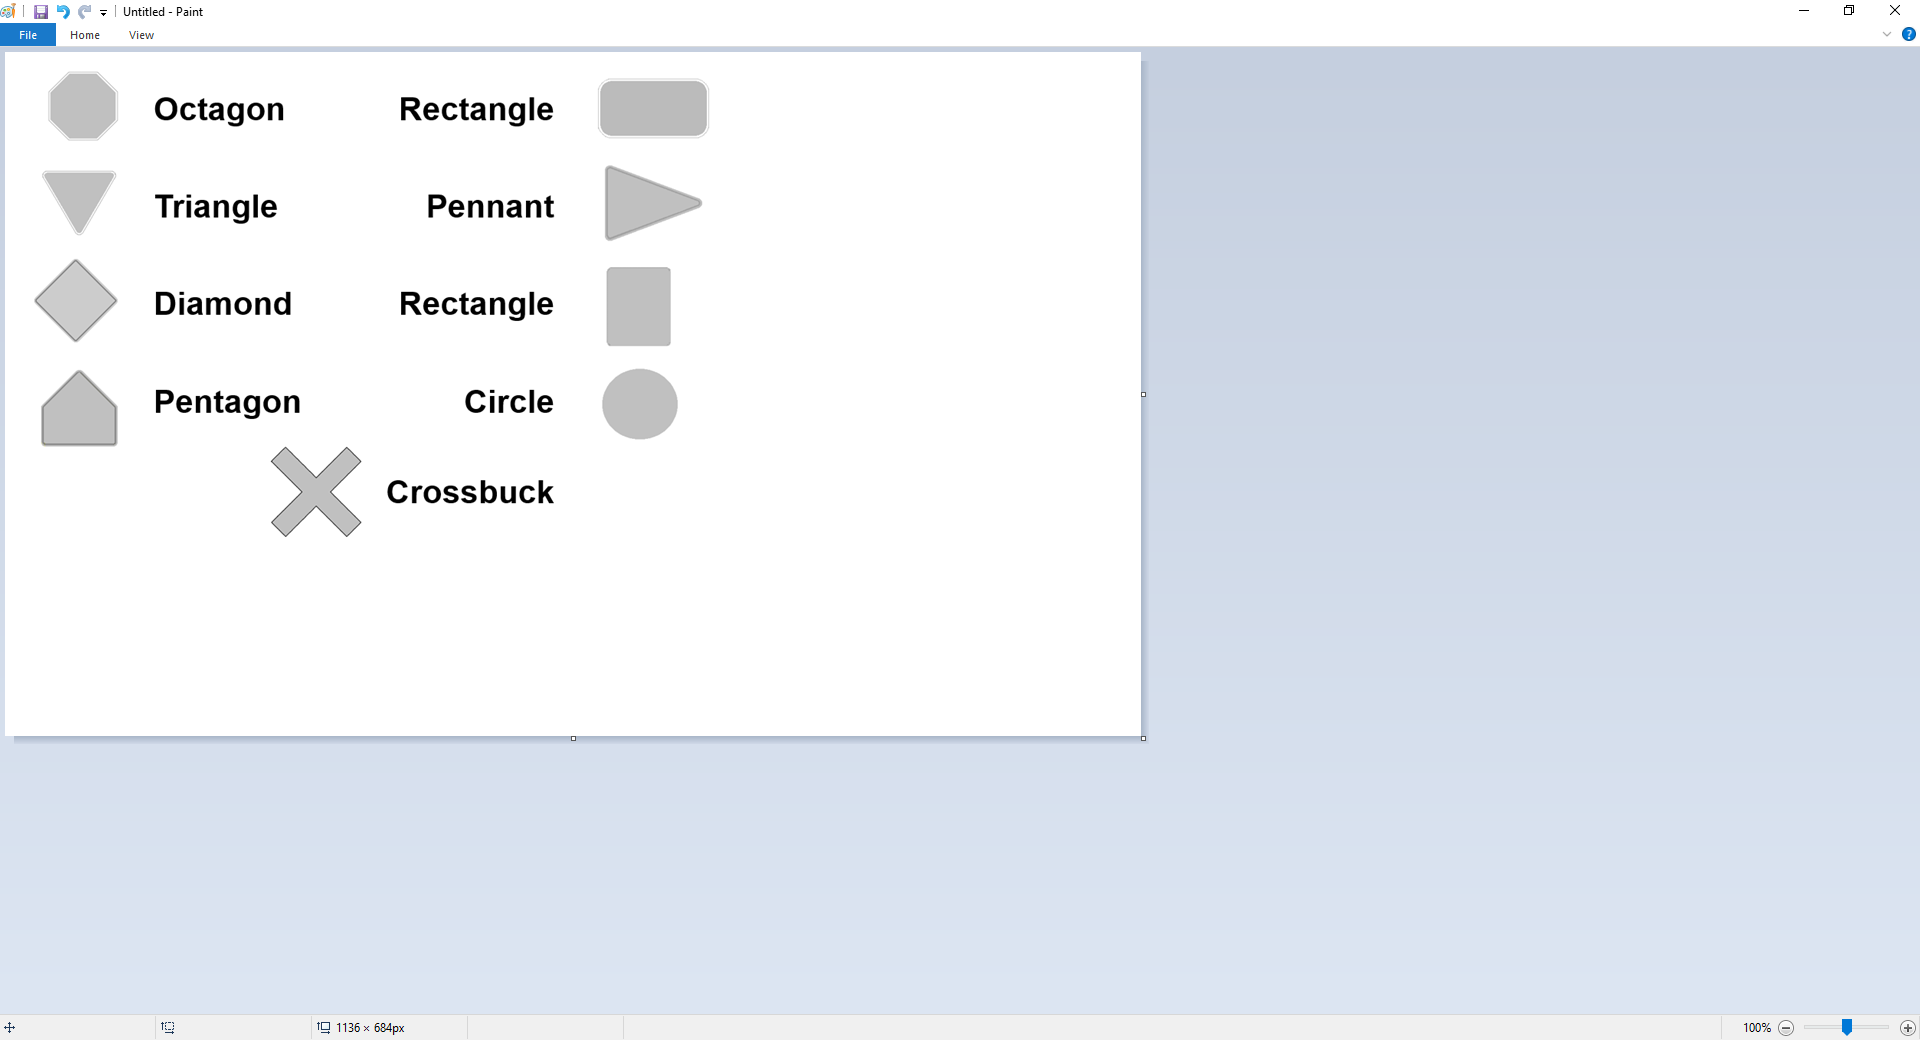 Untitled - Paint
File Home View
Octagon Rectangle
Triangle Pennant
Diamond Rectangle
Pentagon Circle
Crossbuck
1136 × 684px 100%